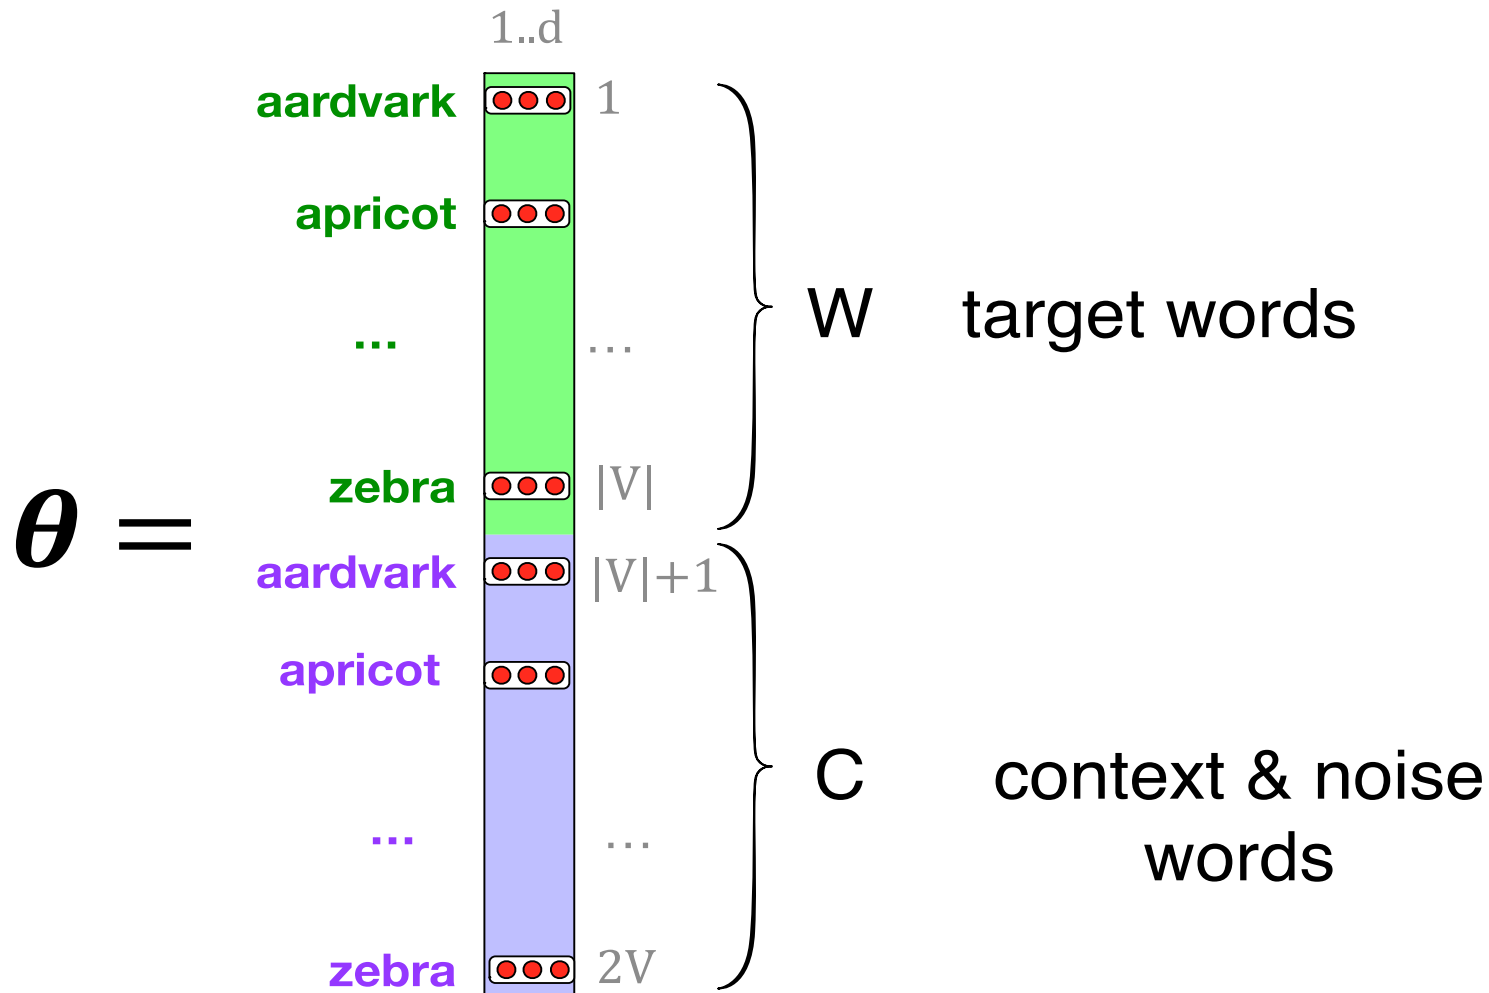 1..d
aardvark 1
apricot
... ...
zebra |V|
W target words
θ =
aardvark |V|+1
apricot
C context & noise
words
... ...
zebra 2V